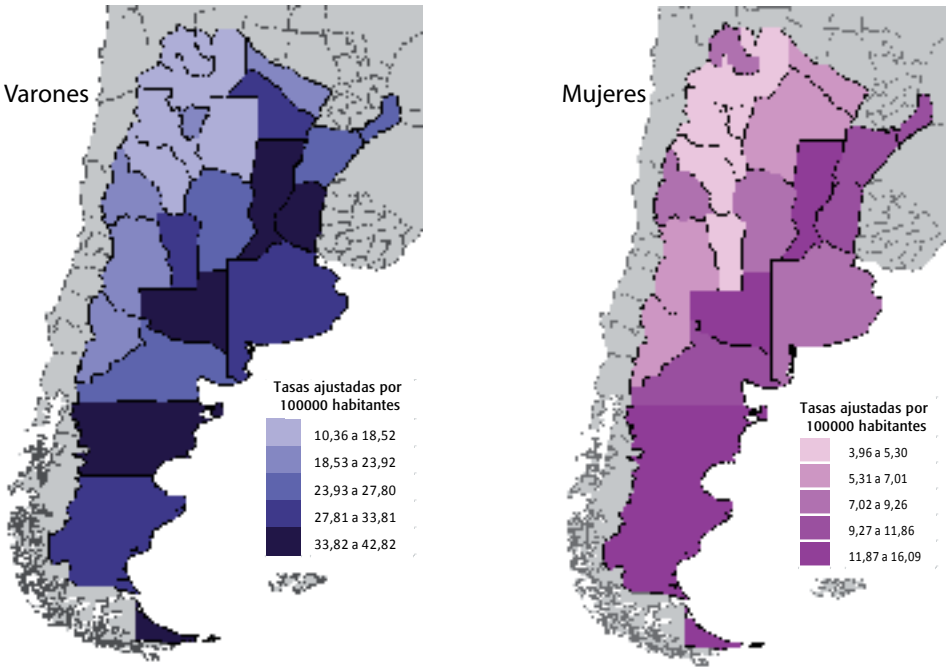 Varones
Tasas ajustadas por
100000 habitantes
10,36 a 18,52
18,53 a 23,92
23,93 a 27,80
27,81 a 33,81
33,82 a 42,82
Mujeres
Tasas ajustadas por
100000 habitantes
3,96 a 5,30
5,31 a 7,01
7,02 a 9,26
9,27 a 11,86
11,87 a 16,09